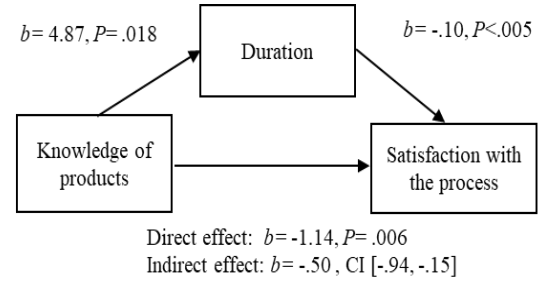 b= 4.87, P= .018
Duration
b= -.10, P<.005
Knowledge of
products
Satisfaction with
the process
Direct effect: b= -1.14, P= .006
Indirect effect: b= -.50 , CI [-.94, -.15]